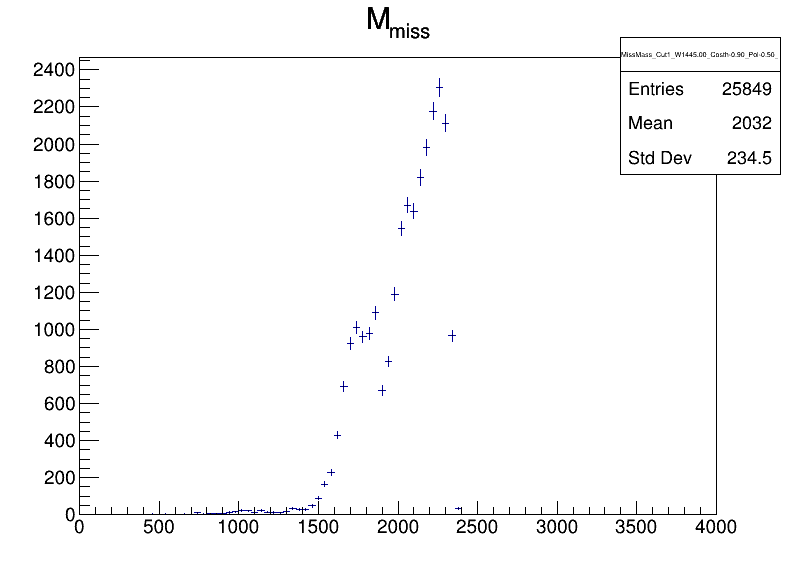 M_miss
MissMass_Cut1_W1445.00_Costh-0.90_Pol-0.50_
Entries 25849
Mean 2032
Std Dev 234.5
2400
2200
2000
1800
1600
1400
1200
1000
800
600
400
200
0
0 500 1000 1500 2000 2500 3000 3500 4000